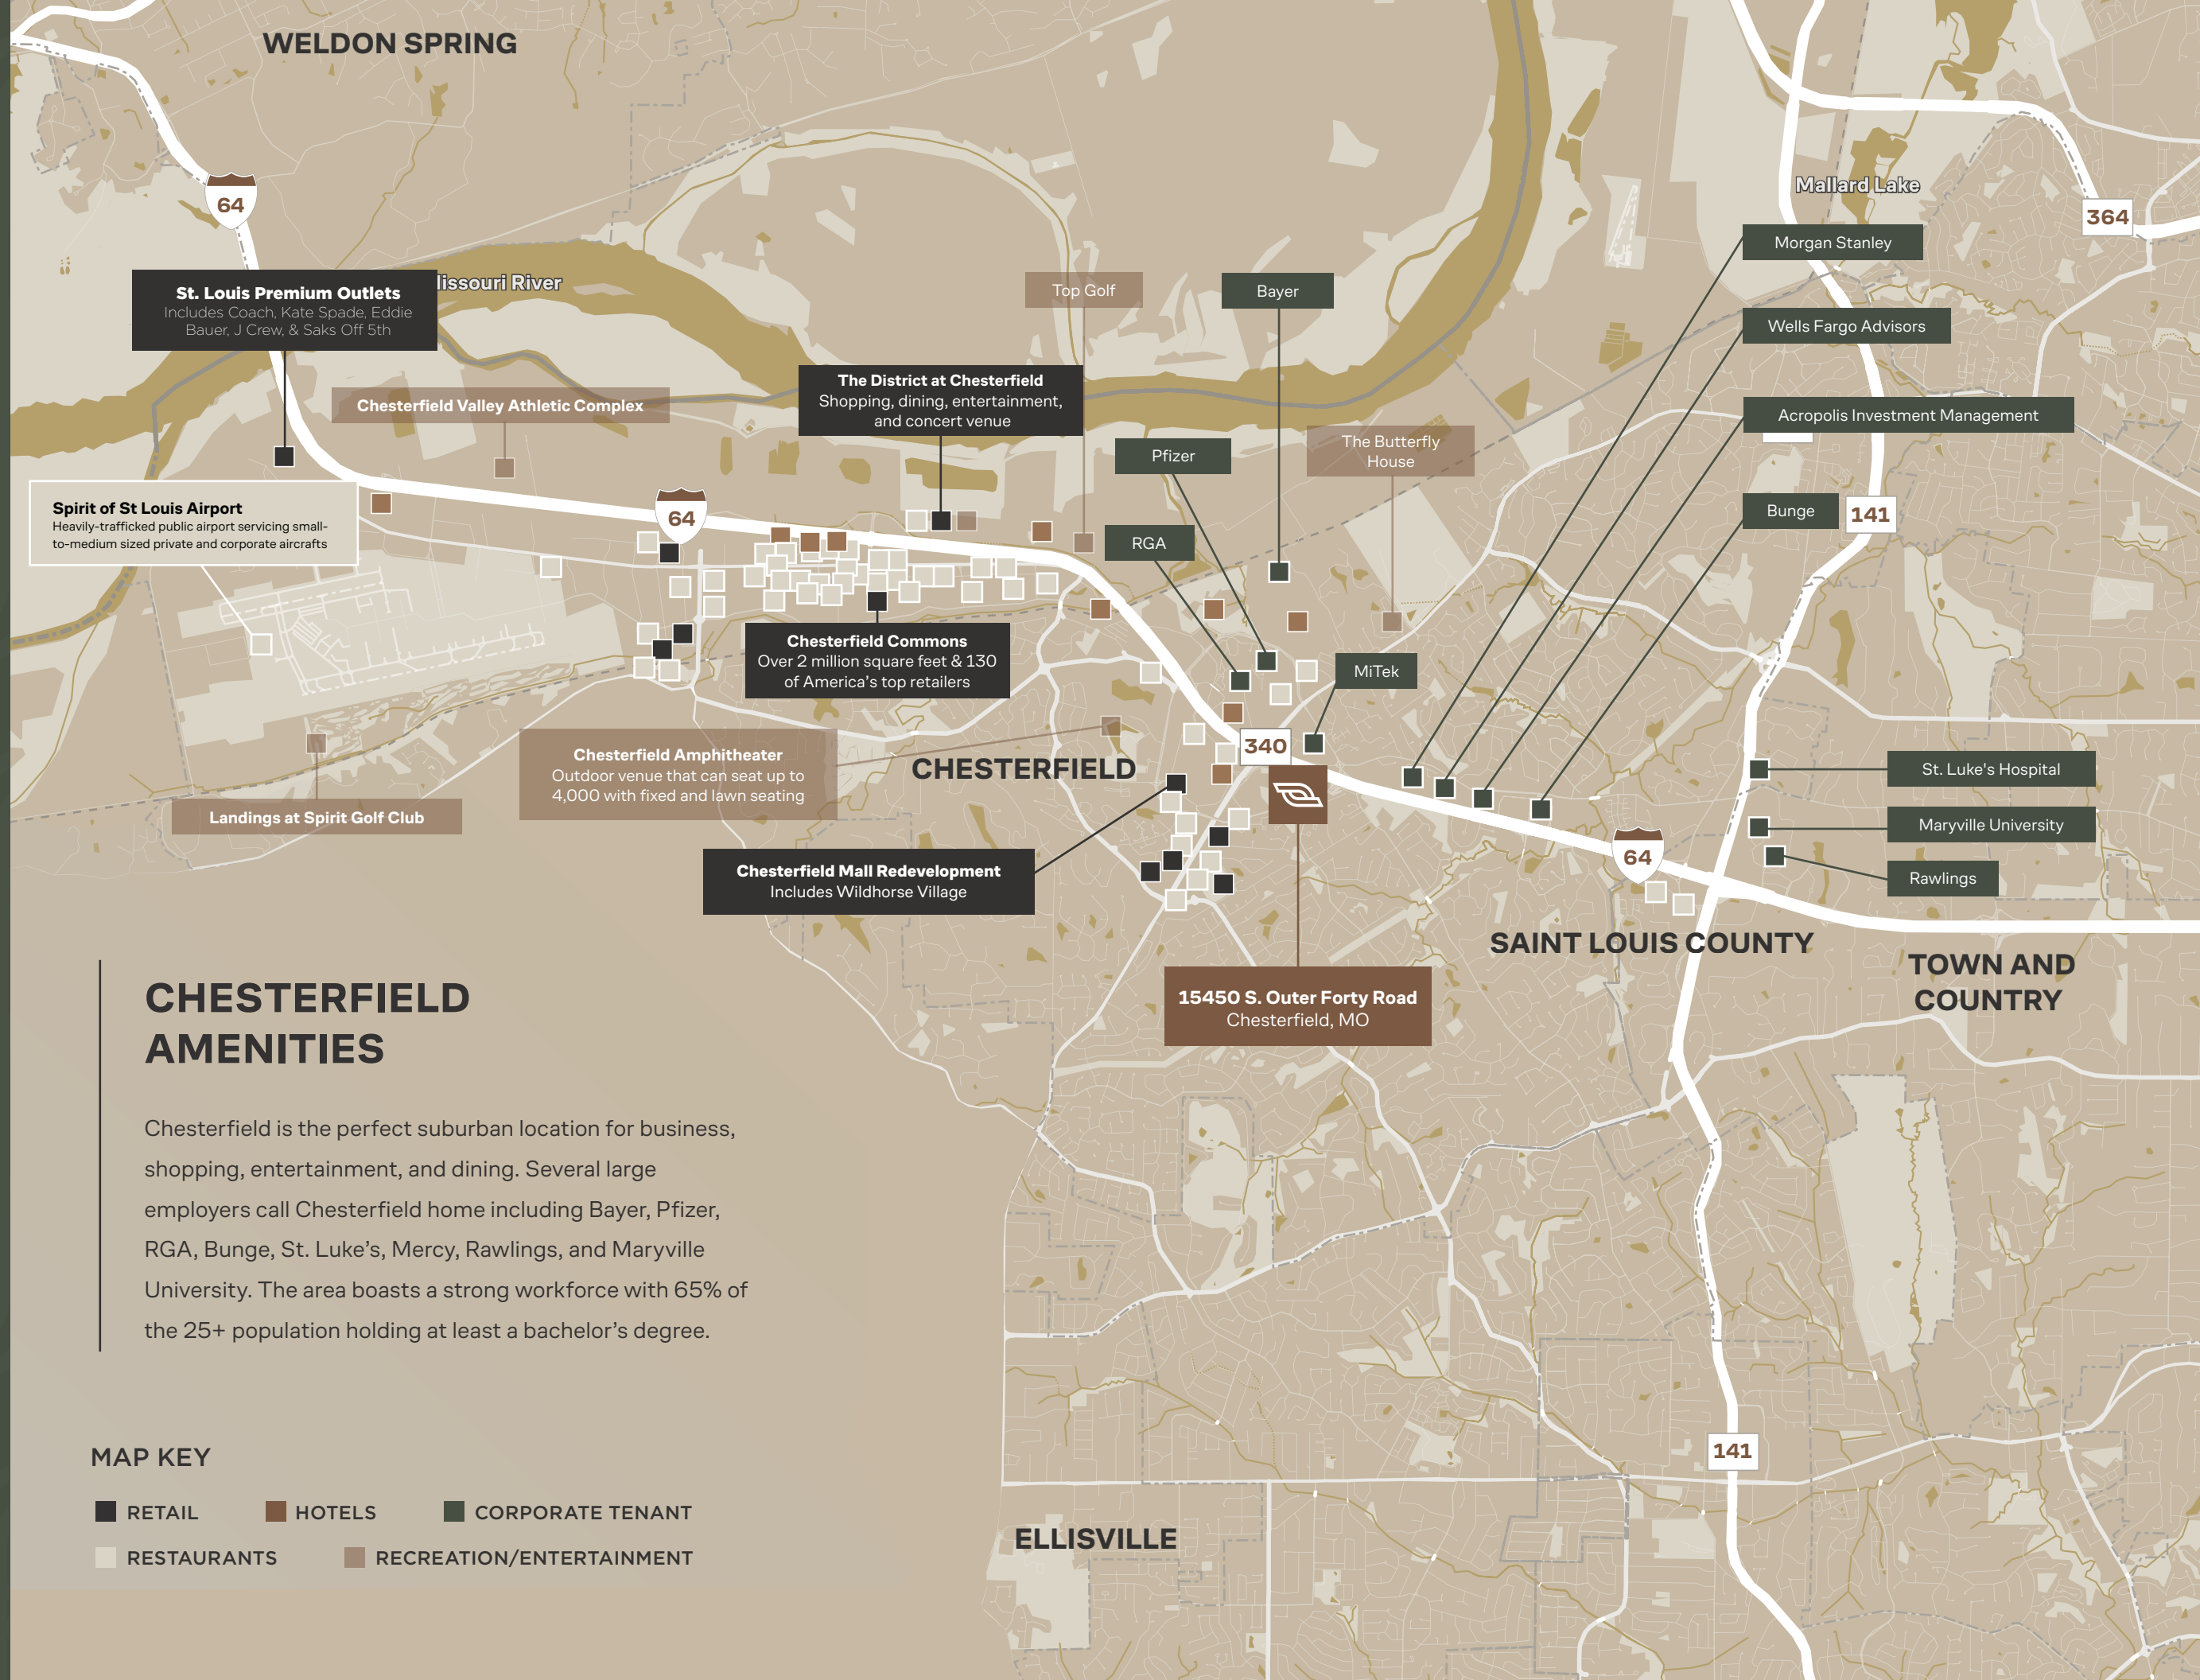 WELDON SPRING
64
Mallard Lake
364
Morgan Stanley
Missouri River
St. Louis Premium Outlets
Includes Coach, Kate Spade, Eddie
Bauer, J Crew, & Saks Off 5th
Top Golf
Bayer
Wells Fargo Advisors
The District at Chesterfield
Shopping, dining, entertainment,
and concert venue
Chesterfield Valley Athletic Complex
Acropolis Investment Management
The Butterfly
House
Pfizer
Spirit of St Louis Airport
Heavily-trafficked public airport servicing small-
to-medium sized private and corporate aircrafts
64
Bunge
141
RGA
Chesterfield Commons
Over 2 million square feet & 130
of America's top retailers
MiTek
340
Chesterfield Amphitheater
Outdoor venue that can seat up to
4,000 with fixed and lawn seating
CHESTERFIELD
St. Luke's Hospital
Landings at Spirit Golf Club
Maryville University
64
Chesterfield Mall Redevelopment
Includes Wildhorse Village
Rawlings
SAINT LOUIS COUNTY
TOWN AND
COUNTRY
15450 S. Outer Forty Road
Chesterfield, MO
CHESTERFIELD
AMENITIES
Chesterfield is the perfect suburban location for business,
shopping, entertainment, and dining. Several large
employers call Chesterfield home including Bayer, Pfizer,
RGA, Bunge, St. Luke's, Mercy, Rawlings, and Maryville
University. The area boasts a strong workforce with 65% of
the 25+ population holding at least a bachelor's degree.
141
MAP KEY
RETAIL
HOTELS
CORPORATE TENANT
RESTAURANTS
RECREATION/ENTERTAINMENT
ELLISVILLE